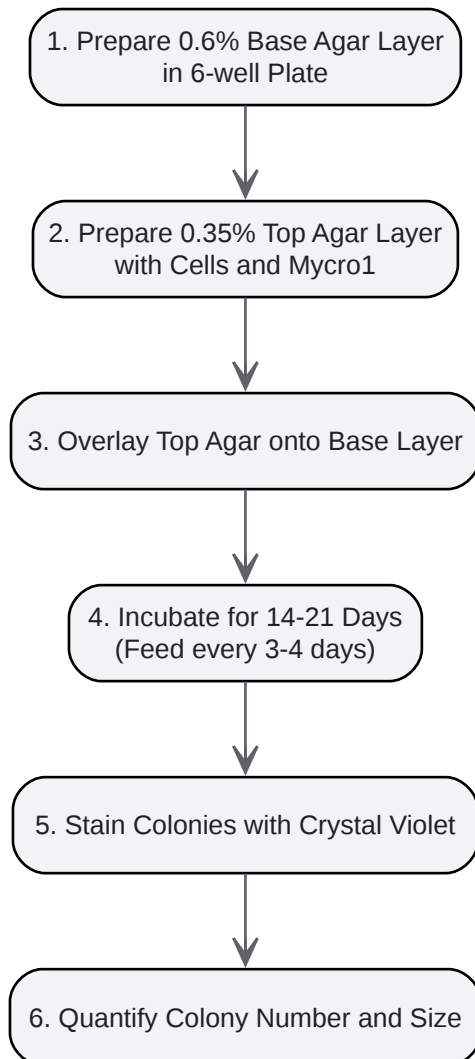 1. Prepare 0.6% Base Agar Layer
in 6-well Plate
2. Prepare 0.35% Top Agar Layer
with Cells and Mycro1
3. Overlay Top Agar onto Base Layer
4. Incubate for 14-21 Days
(Feed every 3-4 days)
5. Stain Colonies with Crystal Violet
6. Quantify Colony Number and Size